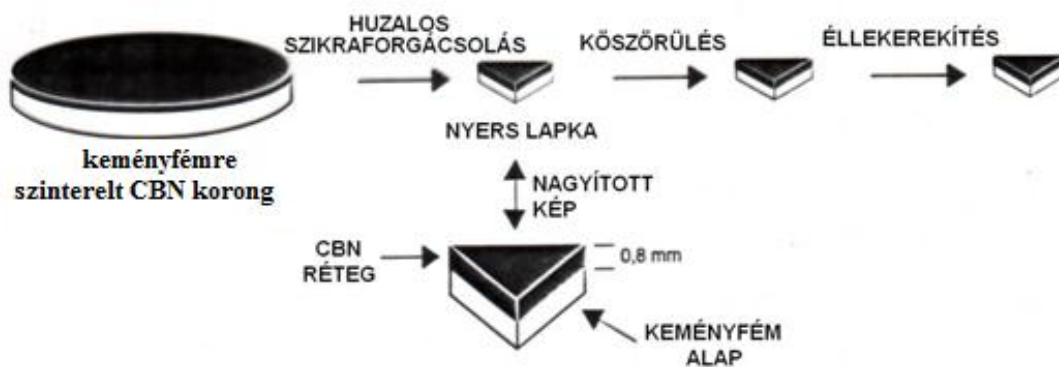 HUZALOS
SZIKRAFORGÁCSOLÁS
KÖSZÖRÜLÉS
ÉLLEKEREKÍTÉS
keményfémre
szinterelt CBN korong
NYERS LAPKA
NAGYÍTOTT
KÉP
CBN
RÉTEG
0,8 mm
KEMÉNYFÉM
ALAP